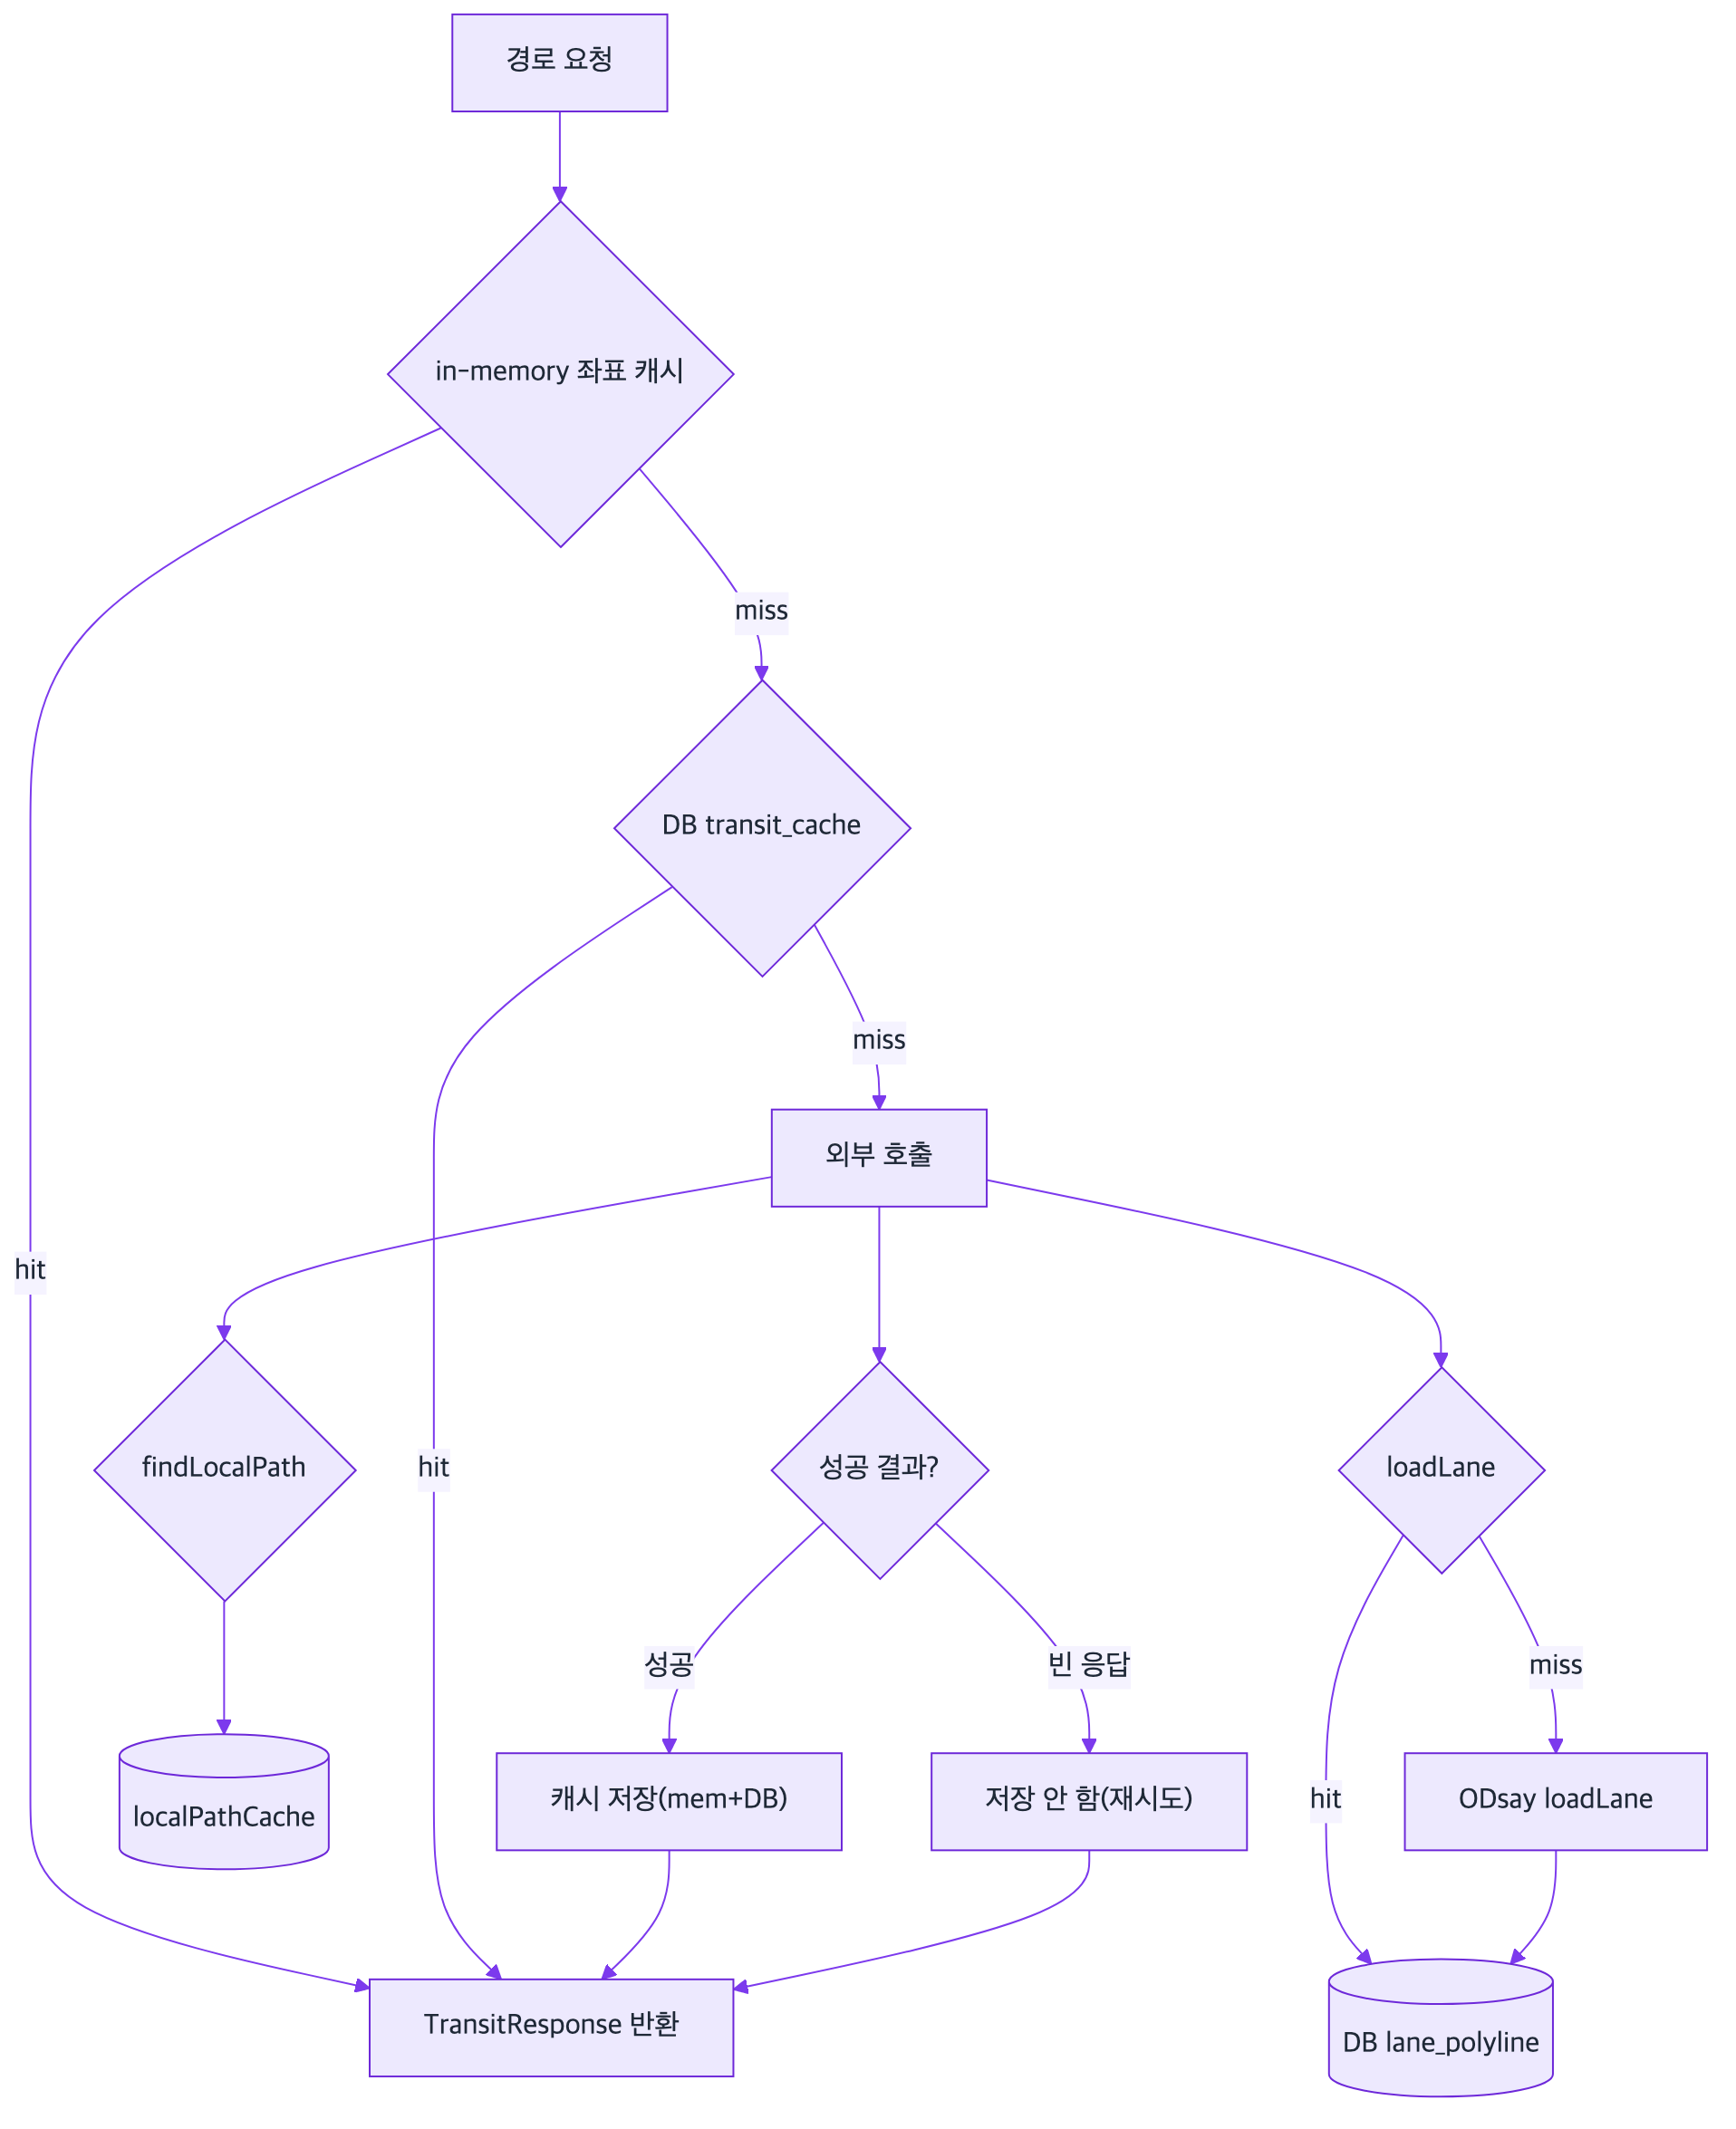 경로 요청
in-memory 좌표 캐시
miss
DB transit_cache
miss
외부 호출
hit
findLocalPath
hit
성공 결과?
loadLane
성공
빈 응답
miss
localPathCache
캐시 저장(mem+DB)
저장 안 함(재시도)
hit
ODsay loadLane
TransitResponse 반환
DB lane_polyline